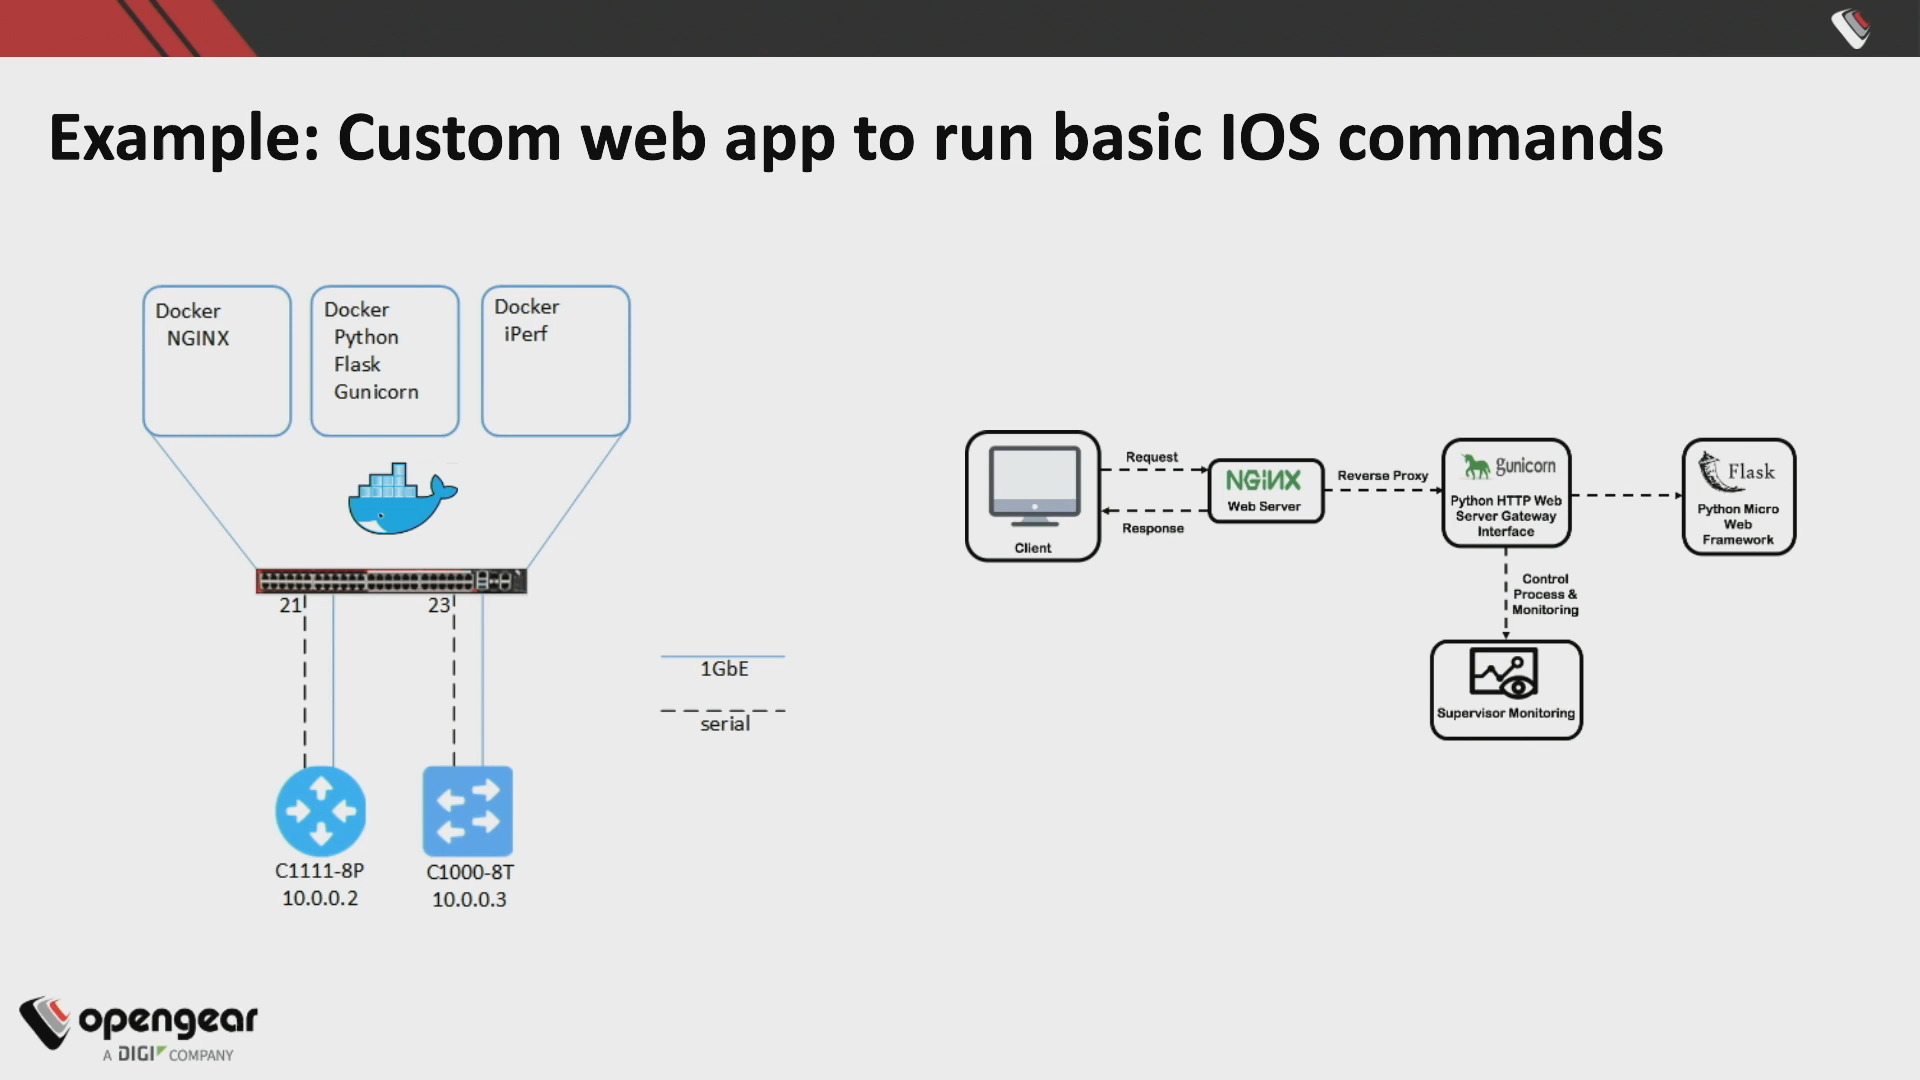 Example: Custom web app to run basic IOS commands
Docker
NGINX
Docker
Python
Flask
Gunicorn
Docker
iPerf
21
23
1GbE
serial
C1111-8P
10.0.0.2
C1000-8T
10.0.0.3
Client
Request
Response
NGINX
Web Server
Reverse Proxy
gunicorn
Python HTTP Web
Server Gateway
Interface
Flask
Python Micro
Web
Framework
Control
Process &
Monitoring
Supervisor Monitoring
opengear
A DIGI COMPANY